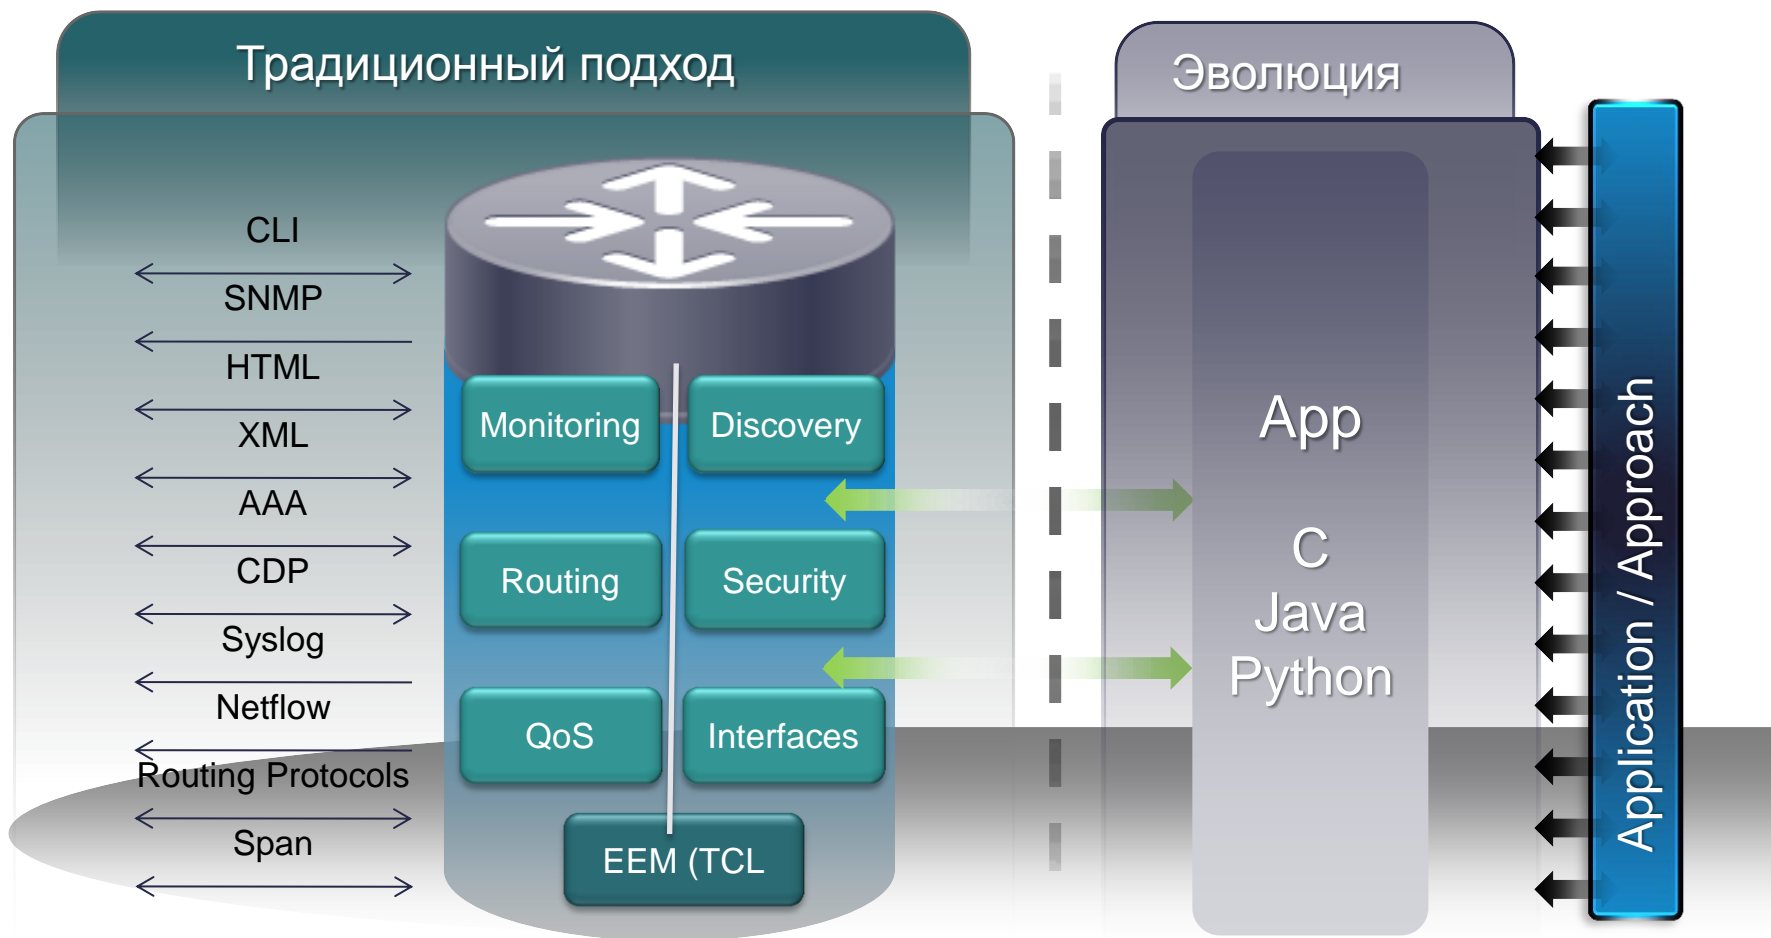 Традиционный подход
CLI
SNMP
HTML
XML
AAA
CDP
Syslog
Netflow
Routing Protocols
Span
Monitoring
Discovery
Routing
Security
QoS
Interfaces
EEM (TCL
Эволюция
App
C
Java
Python
Application / Approach